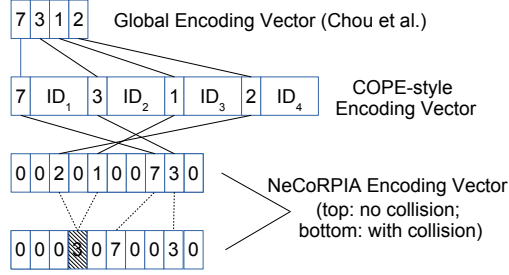 7 3 1 2 Global Encoding Vector (Chou et al.)
7 ID1 3 ID2 1 ID3 2 ID4
COPE-style
Encoding Vector
0 0 2 0 1 0 0 7 3 0
NeCoRPIA Encoding Vector
(top: no collision;
bottom: with collision)
0 0 0 3 0 7 0 0 3 0